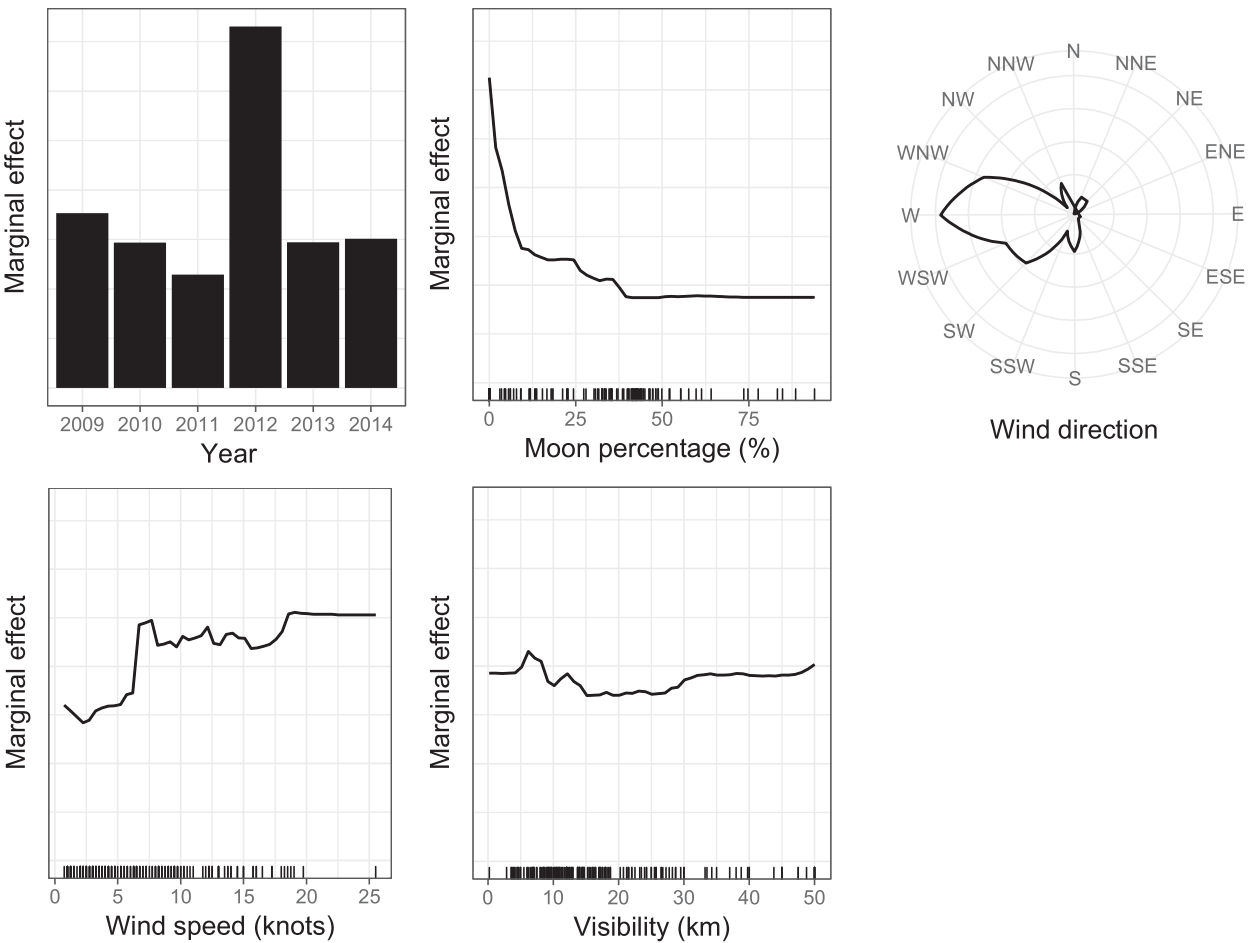 Marginal effect
2009 2010 2011 2012 2013 2014
Year
Marginal effect
0 25 50 75
Moon percentage (%)
N
NNW NNE
NW NE
WNW ENE
W E
WSW ESE
SW SE
SSW SSE
S
Wind direction
Marginal effect
0 5 10 15 20 25
Wind speed (knots)
Marginal effect
0 10 20 30 40 50
Visibility (km)